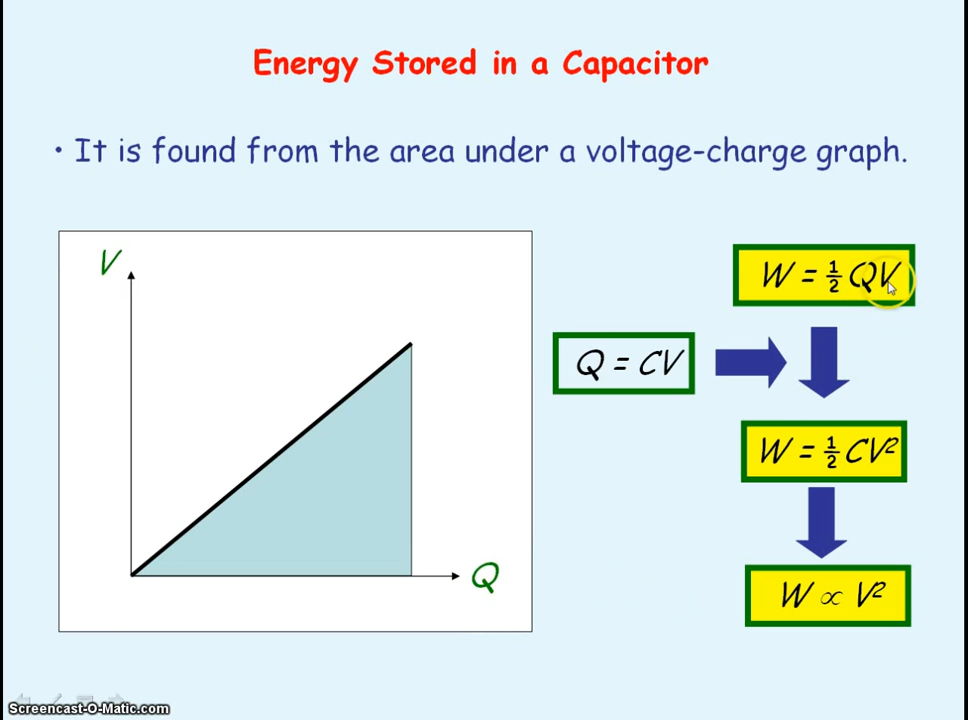 Energy Stored in a Capacitor
• It is found from the area under a voltage-charge graph.
V
Q
W = ½ QV
Q = CV
W = ½ CV²
W ∝ V²
Screencast-O-Matic.com